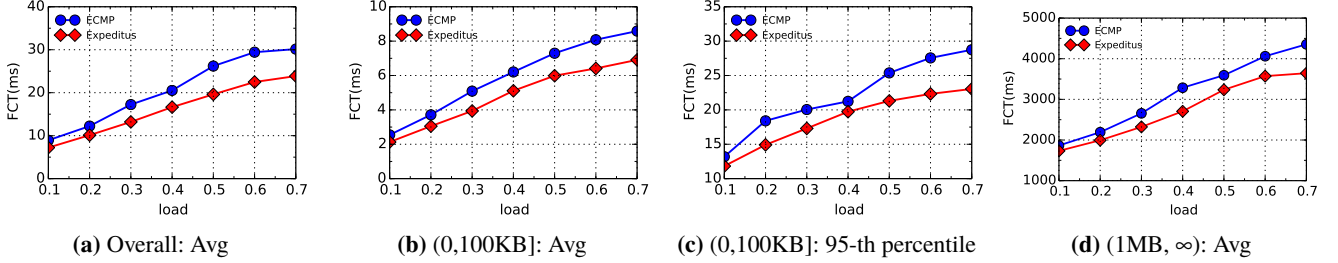 40
30
20
10
0
FCT(ms)
ECMP
Expeditus
0.1 0.2 0.3 0.4 0.5 0.6 0.7
load
(a) Overall: Avg
10
8
6
4
2
0
FCT(ms)
ECMP
Expeditus
0.1 0.2 0.3 0.4 0.5 0.6 0.7
load
(b) (0,100KB]: Avg
35
30
25
20
15
10
FCT(ms)
ECMP
Expeditus
0.1 0.2 0.3 0.4 0.5 0.6 0.7
load
(c) (0,100KB]: 95-th percentile
5000
4000
3000
2000
1000
FCT(ms)
ECMP
Expeditus
0.1 0.2 0.3 0.4 0.5 0.6 0.7
load
(d) (1MB, ∞): Avg